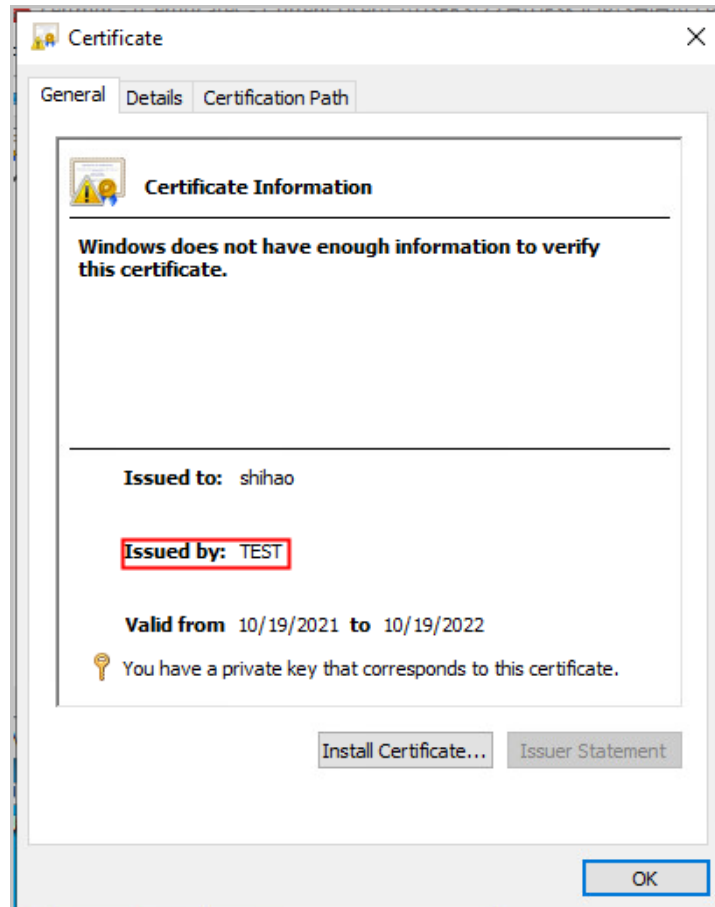 Certificate
General Details Certification Path
Certificate Information
Windows does not have enough information to verify
this certificate.
Issued to: shihao
Issued by: TEST
Valid from 10/19/2021 to 10/19/2022
You have a private key that corresponds to this certificate.
Install Certificate... Issuer Statement
OK